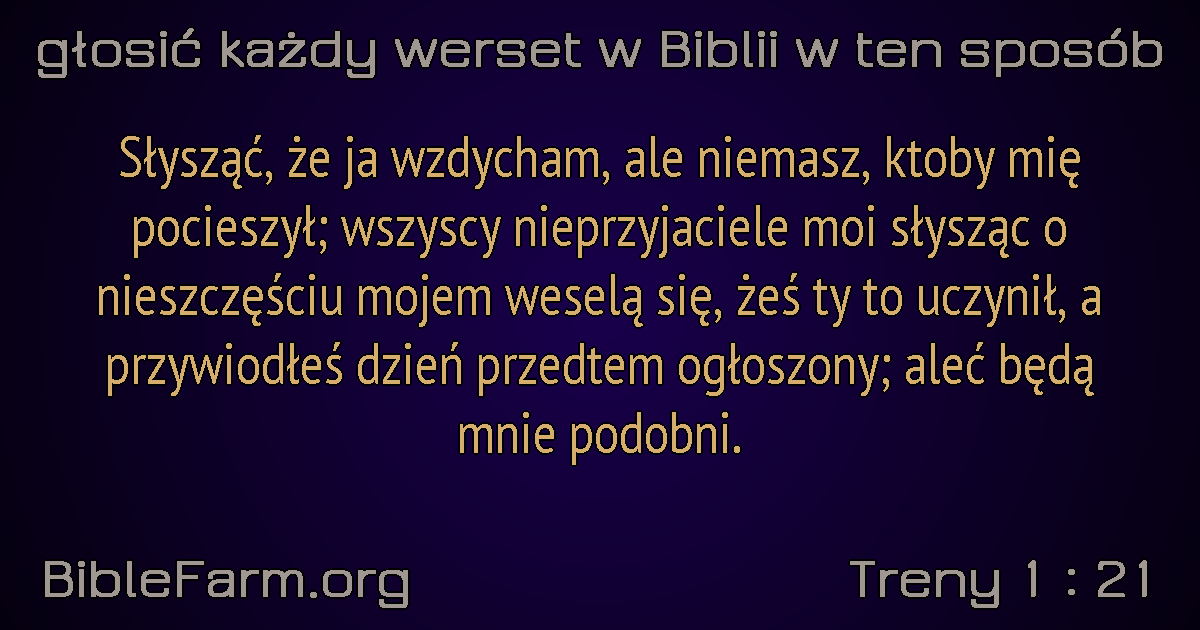 głosić każdy werset w Biblii w ten sposób
Słysząć, że ja wzdycham, ale niemasz, ktoby mię
pocieszył; wszyscy nieprzyjaciele moi słysząc o
nieszczęściu mojem weselą się, żeś ty to uczynił, a
przywiodłeś dzień przedtem ogłoszony; aleć będą
mnie podobni.
BibleFarm.org
Treny 1 : 21